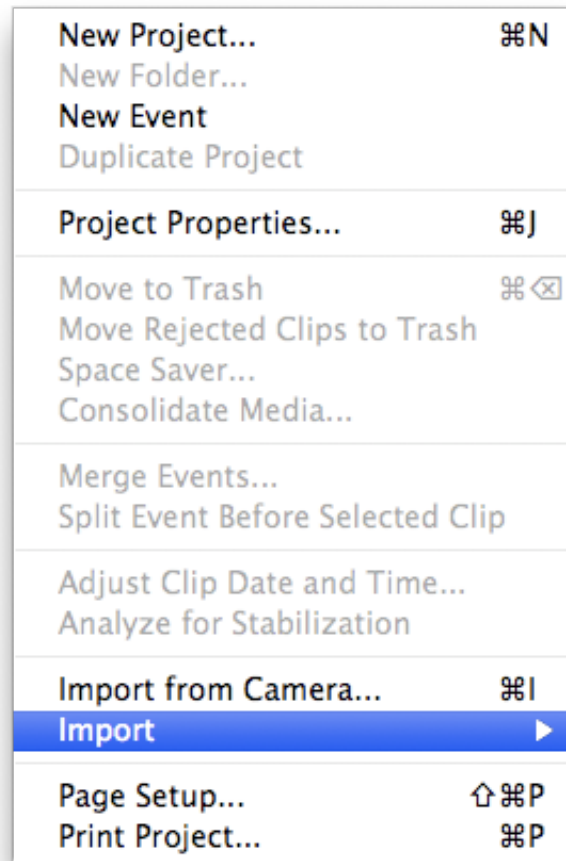 New Project... ⌘N
New Folder...
New Event
Duplicate Project
Project Properties... ⌘J
Move to Trash ⌘⌫
Move Rejected Clips to Trash
Space Saver...
Consolidate Media...
Merge Events...
Split Event Before Selected Clip
Adjust Clip Date and Time...
Analyze for Stabilization
Import from Camera... ⌘I
Import ▶
Page Setup... ⇧⌘P
Print Project... ⌘P